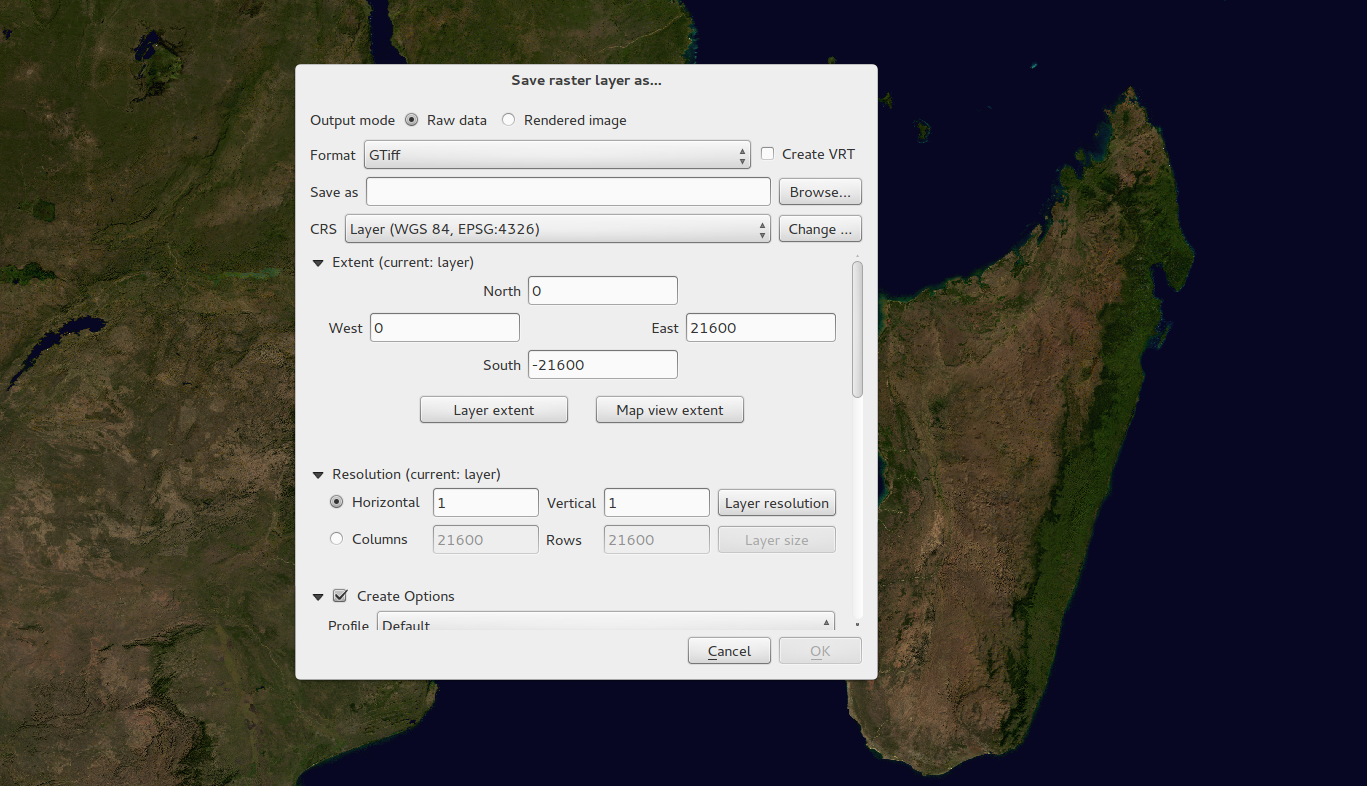 Save raster layer as...
Output mode Raw data Rendered image
Format GTiff Create VRT
Save as Browse...
CRS Layer (WGS 84, EPSG:4326) Change ...
Extent (current: layer)
North 0
West 0 East 21600
South -21600
Layer extent Map view extent
Resolution (current: layer)
Horizontal 1 Vertical 1 Layer resolution
Columns 21600 Rows 21600 Layer size
Create Options
Profile Default
Cancel OK